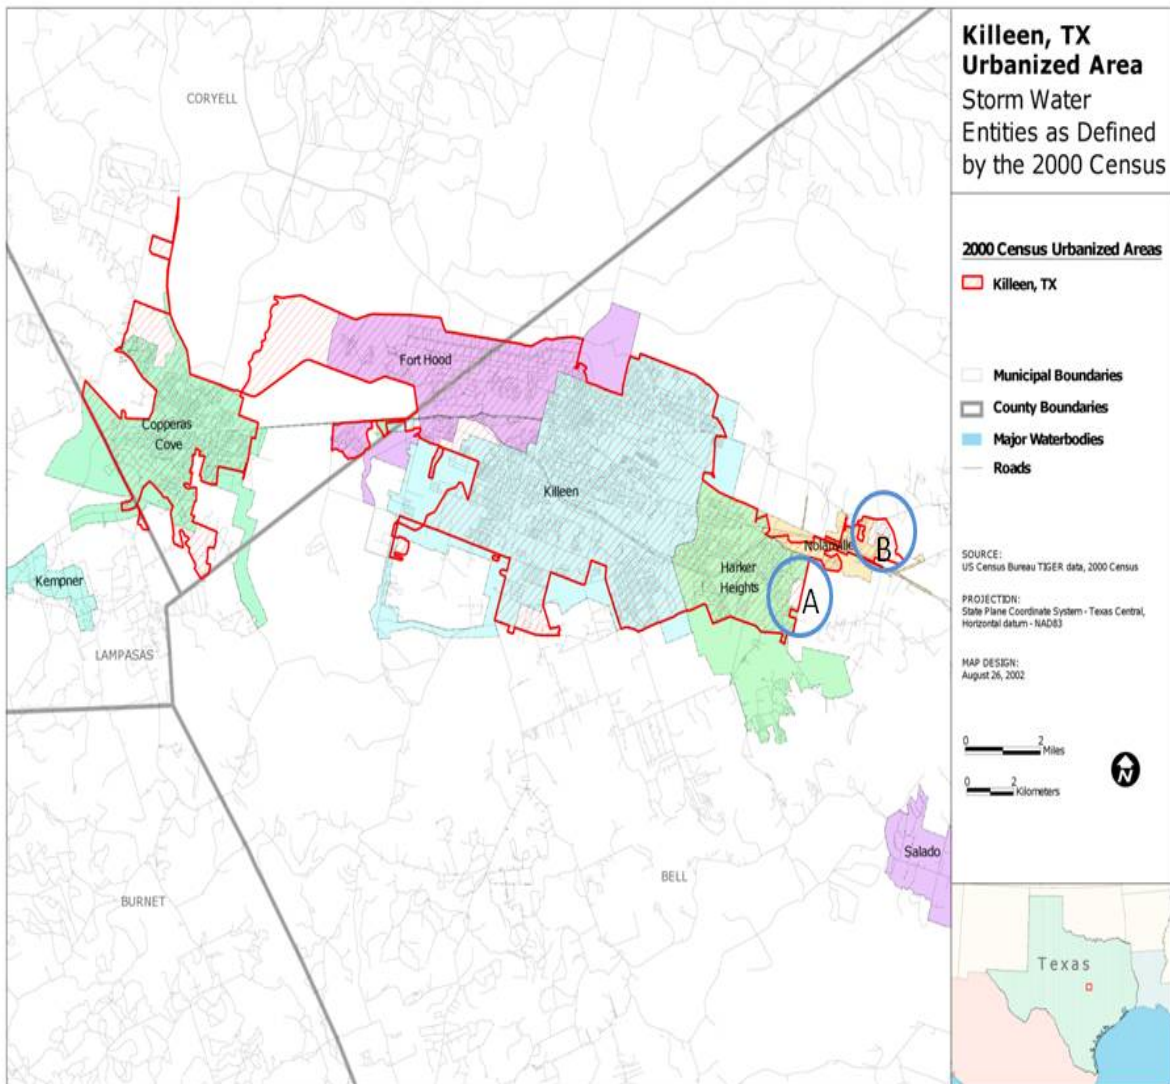 Killeen, TX
Urbanized Area
Storm Water
Entities as Defined
by the 2000 Census
2000 Census Urbanized Areas
Killeen, TX
Municipal Boundaries
County Boundaries
Major Waterbodies
Roads
SOURCE:
US Census Bureau TIGER data, 2000 Census
PROJECTION:
State Plane Coordinate System - Texas Central,
Horizontal datum - NAD83
MAP DESIGN:
August 26, 2002
0 2
Miles
0 2
Kilometers
N
Texas
CORYELL
Fort Hood
Copperas
Cove
Killeen
Nolanville
B
Harker
Heights
A
Kempner
LAMPASAS
Salado
BELL
BURNET